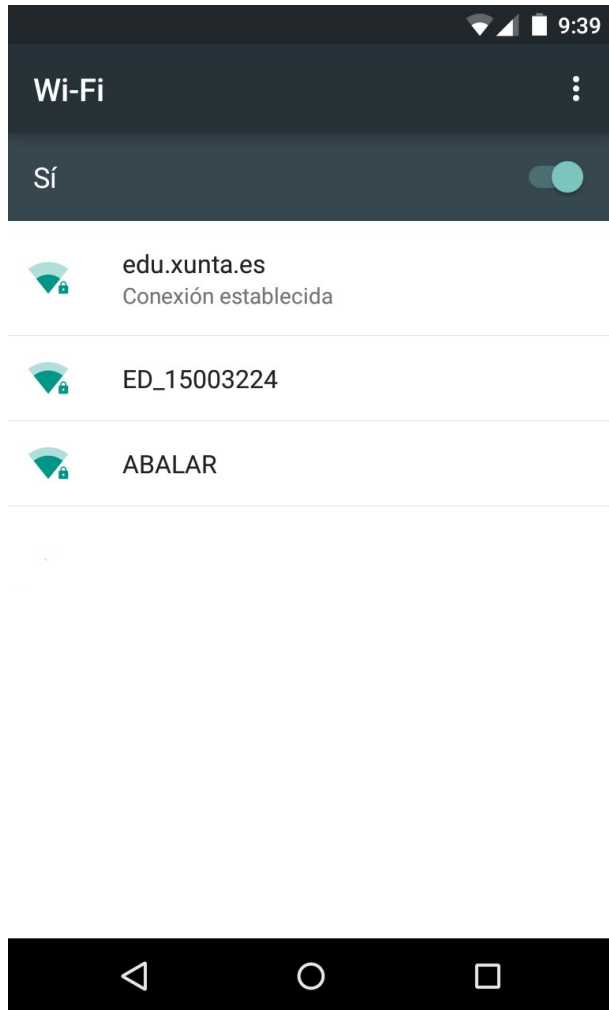 9:39
Wi-Fi
Sí
edu.xunta.es
Conexión establecida
ED_15003224
ABALAR